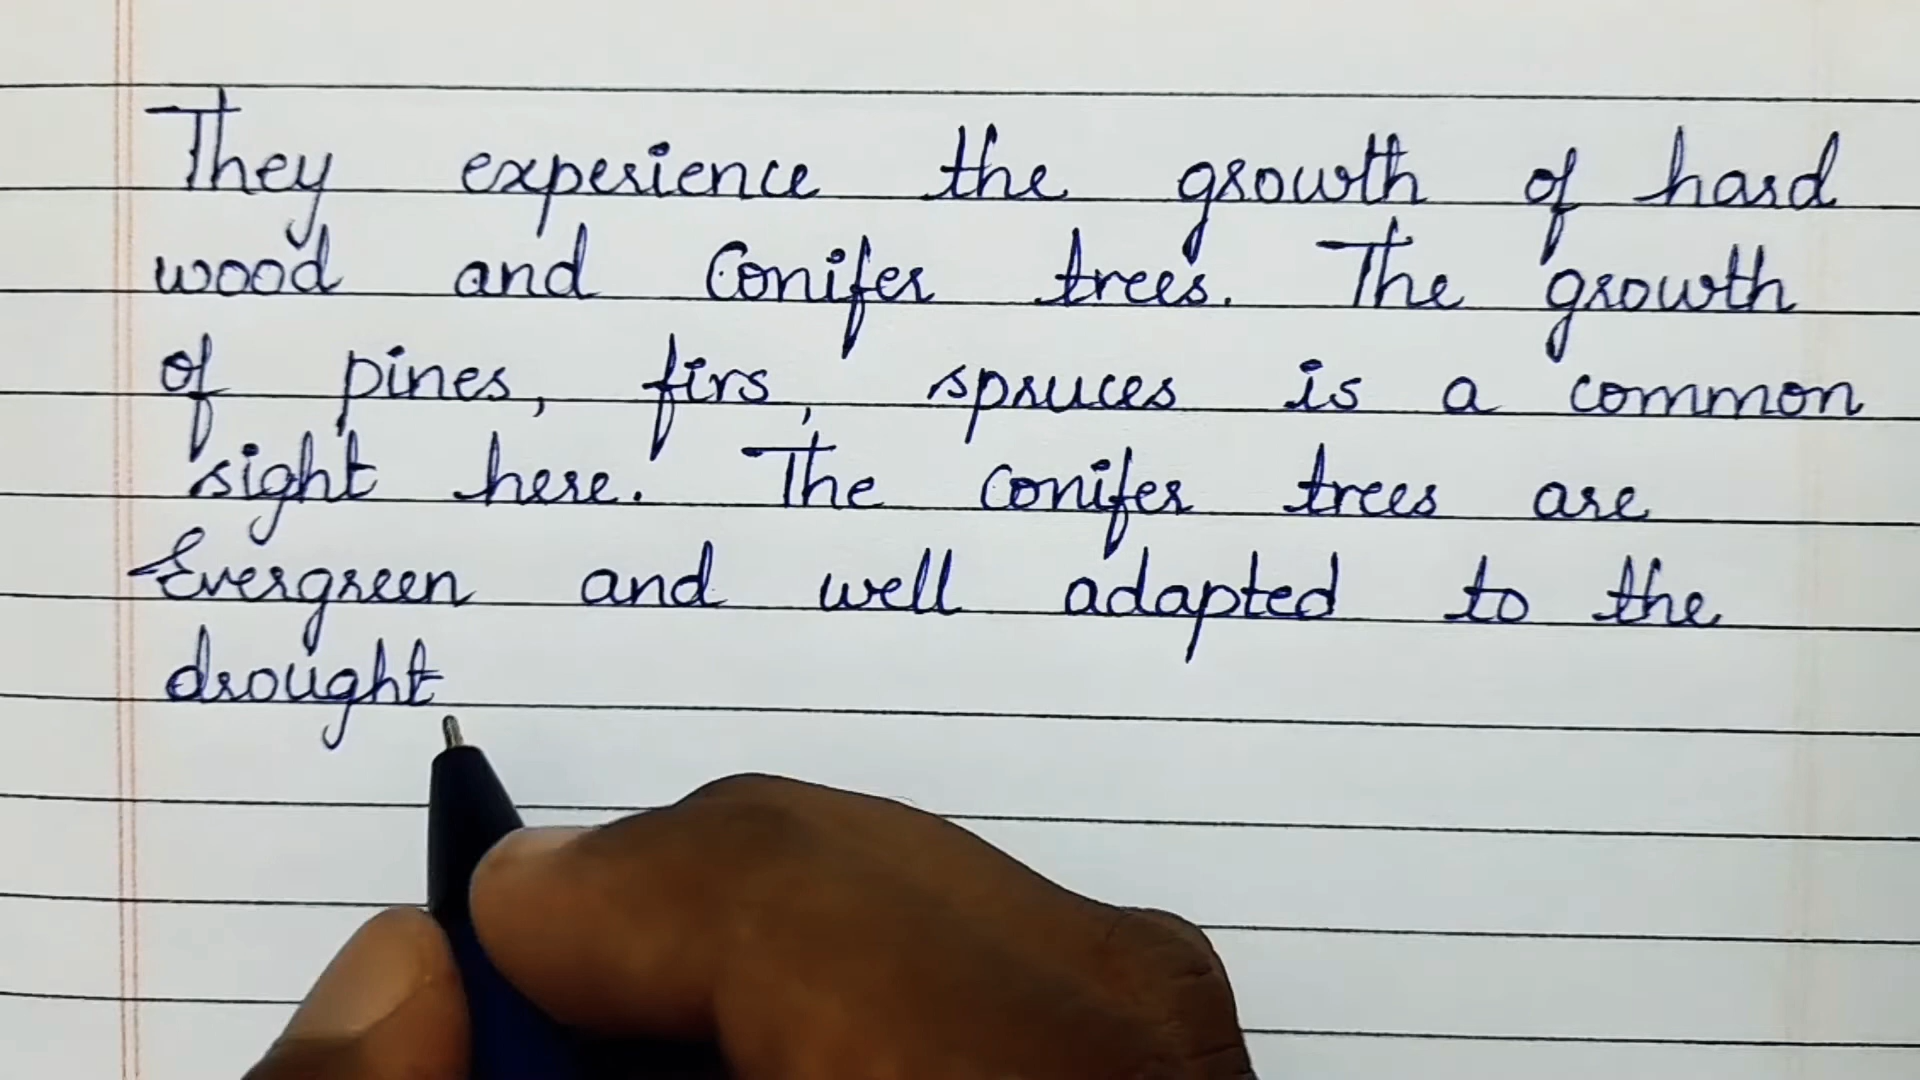 They experience the growth of hard
wood and Conifer trees. The growth
of pines, firs, spruces is a common
sight here. The conifer trees are
Evergreen and well adapted to the
drought